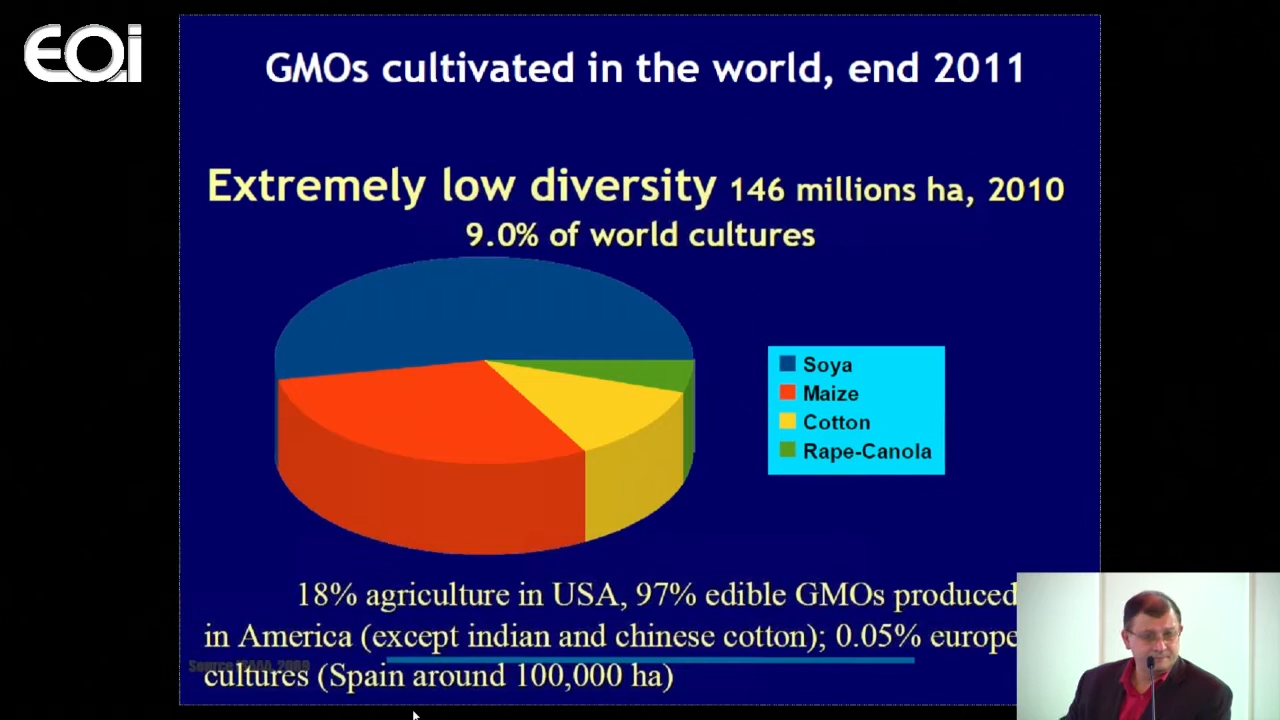 EOi
GMOs cultivated in the world, end 2011
Extremely low diversity 146 millions ha, 2010
9.0% of world cultures
Soya
Maize
Cotton
Rape-Canola
18% agriculture in USA, 97% edible GMOs produced
in America (except indian and chinese cotton); 0.05% europe
Source 2009
cultures (Spain around 100,000 ha)